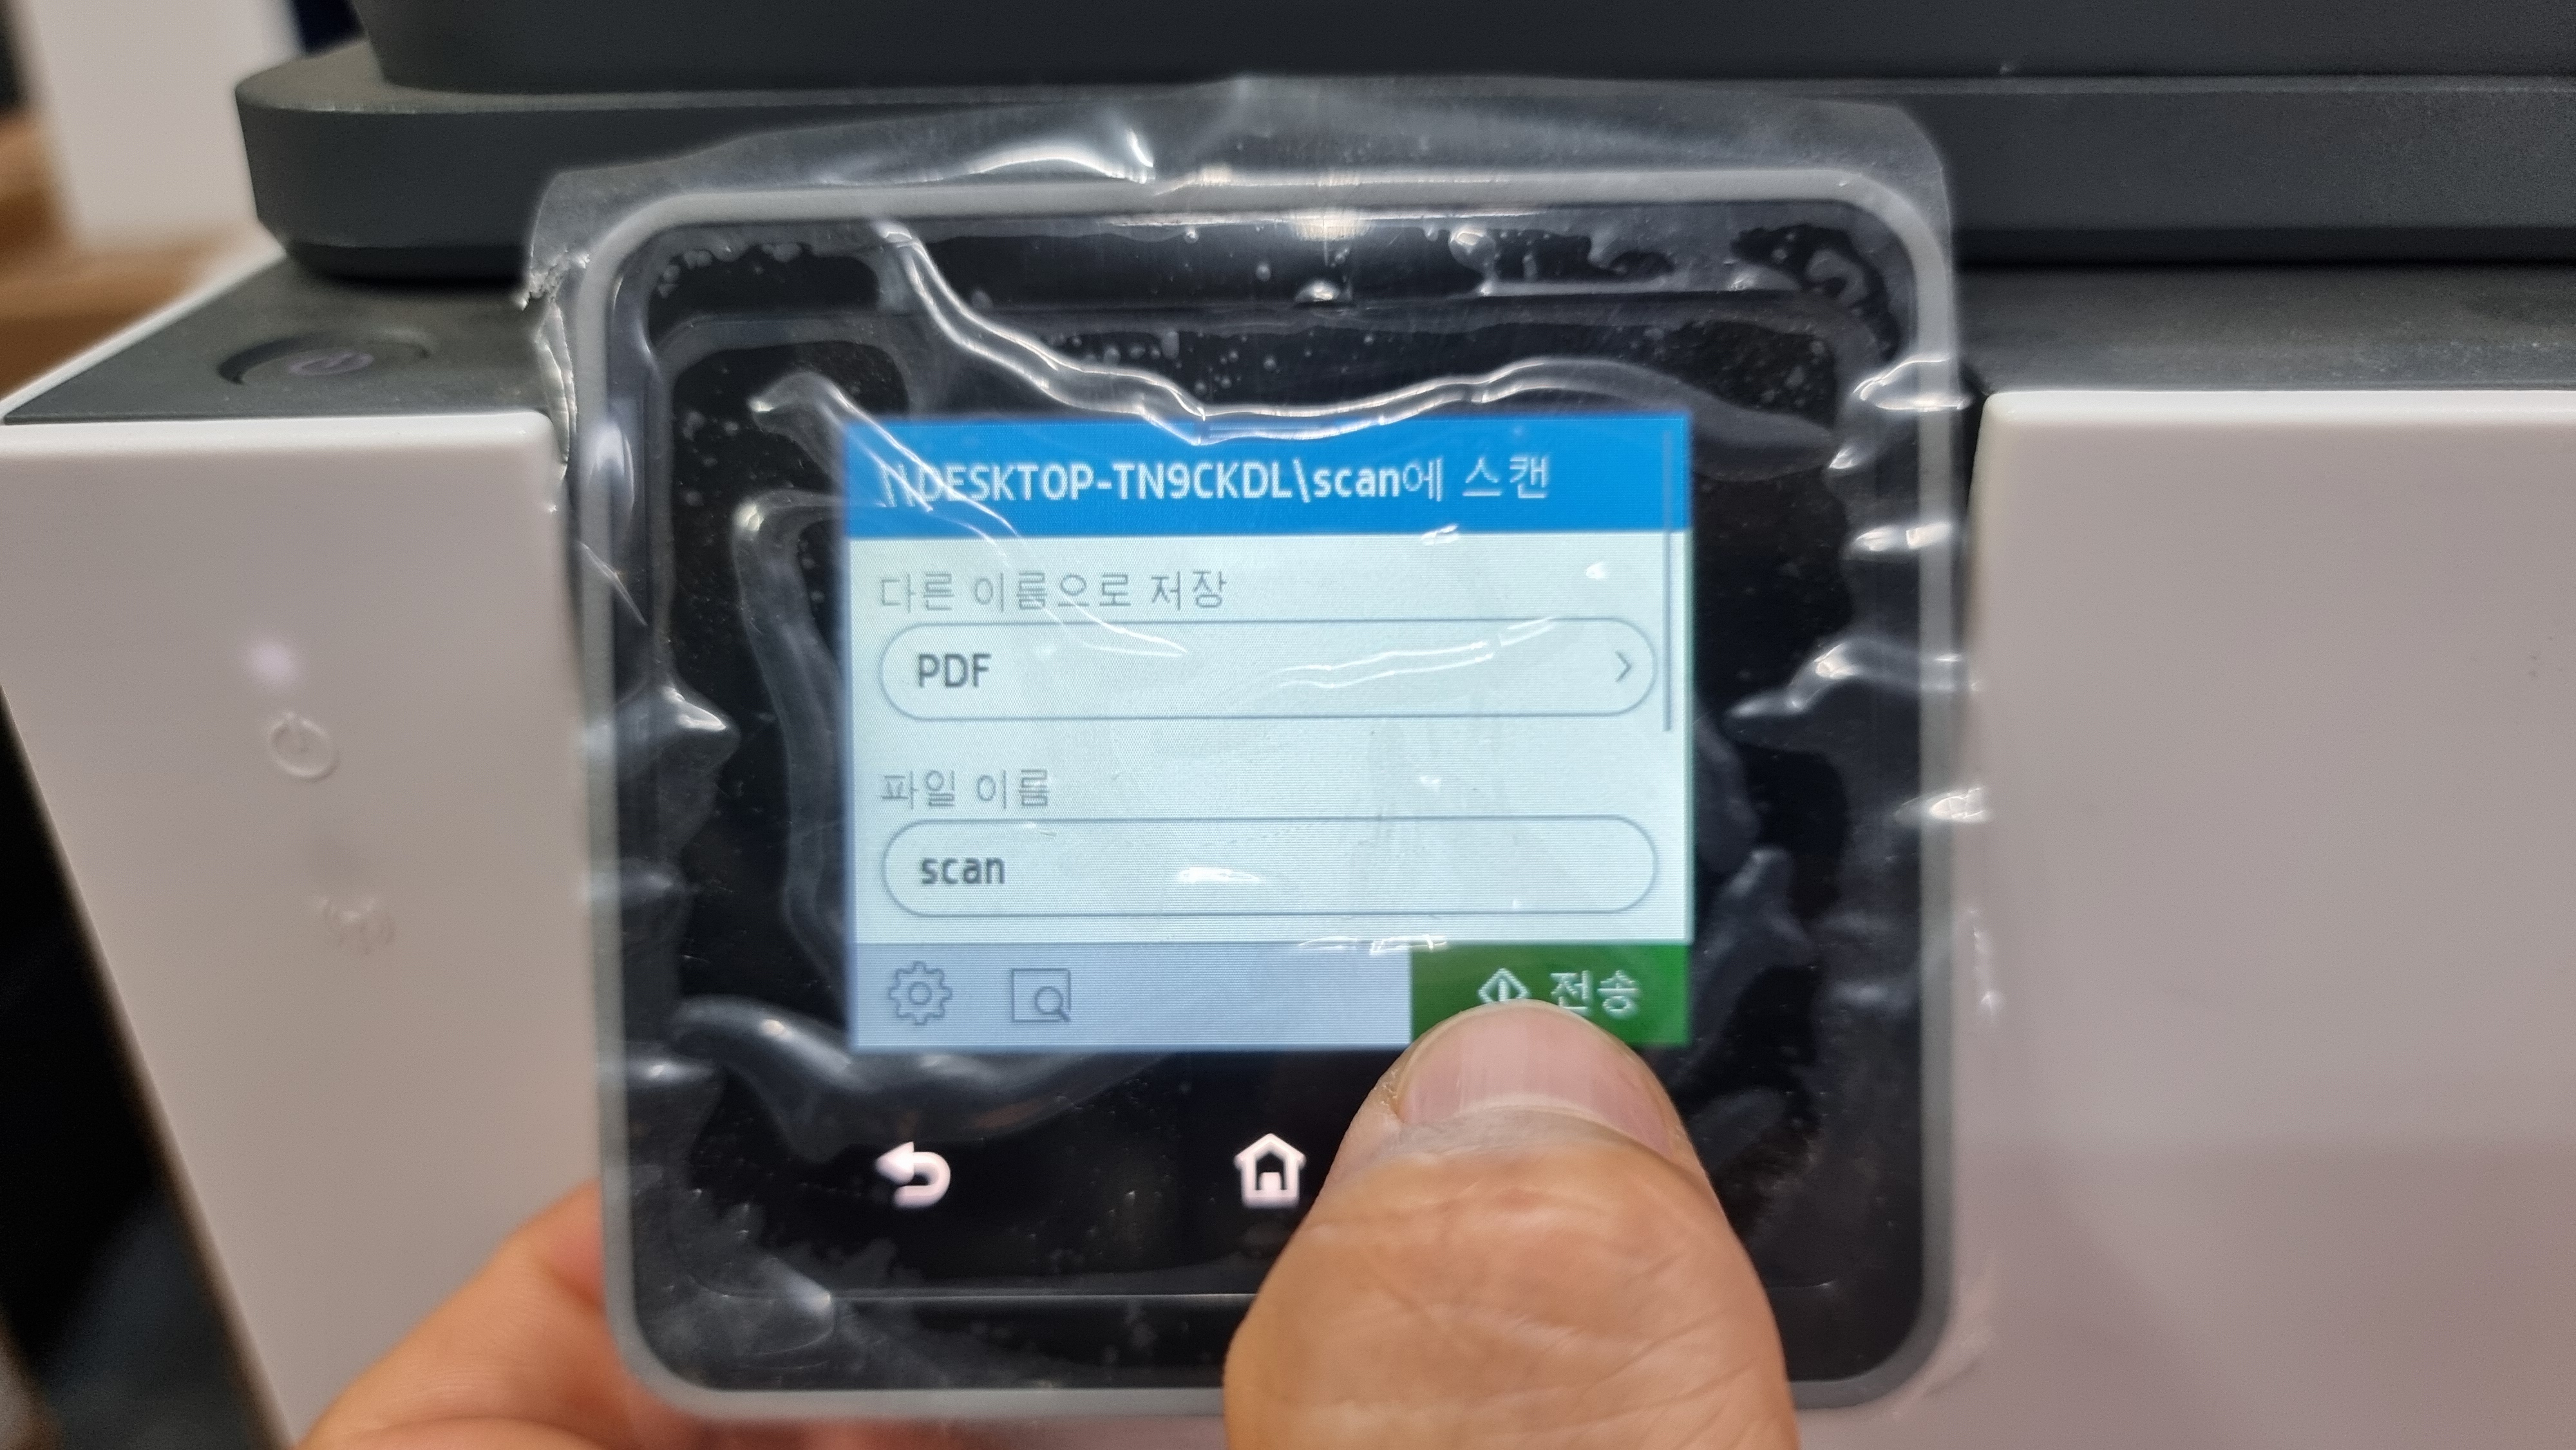 \\DESKTOP-TN9CKDL\scan에 스캔
다른 이름으로 저장
PDF
파일 이름
scan
전송